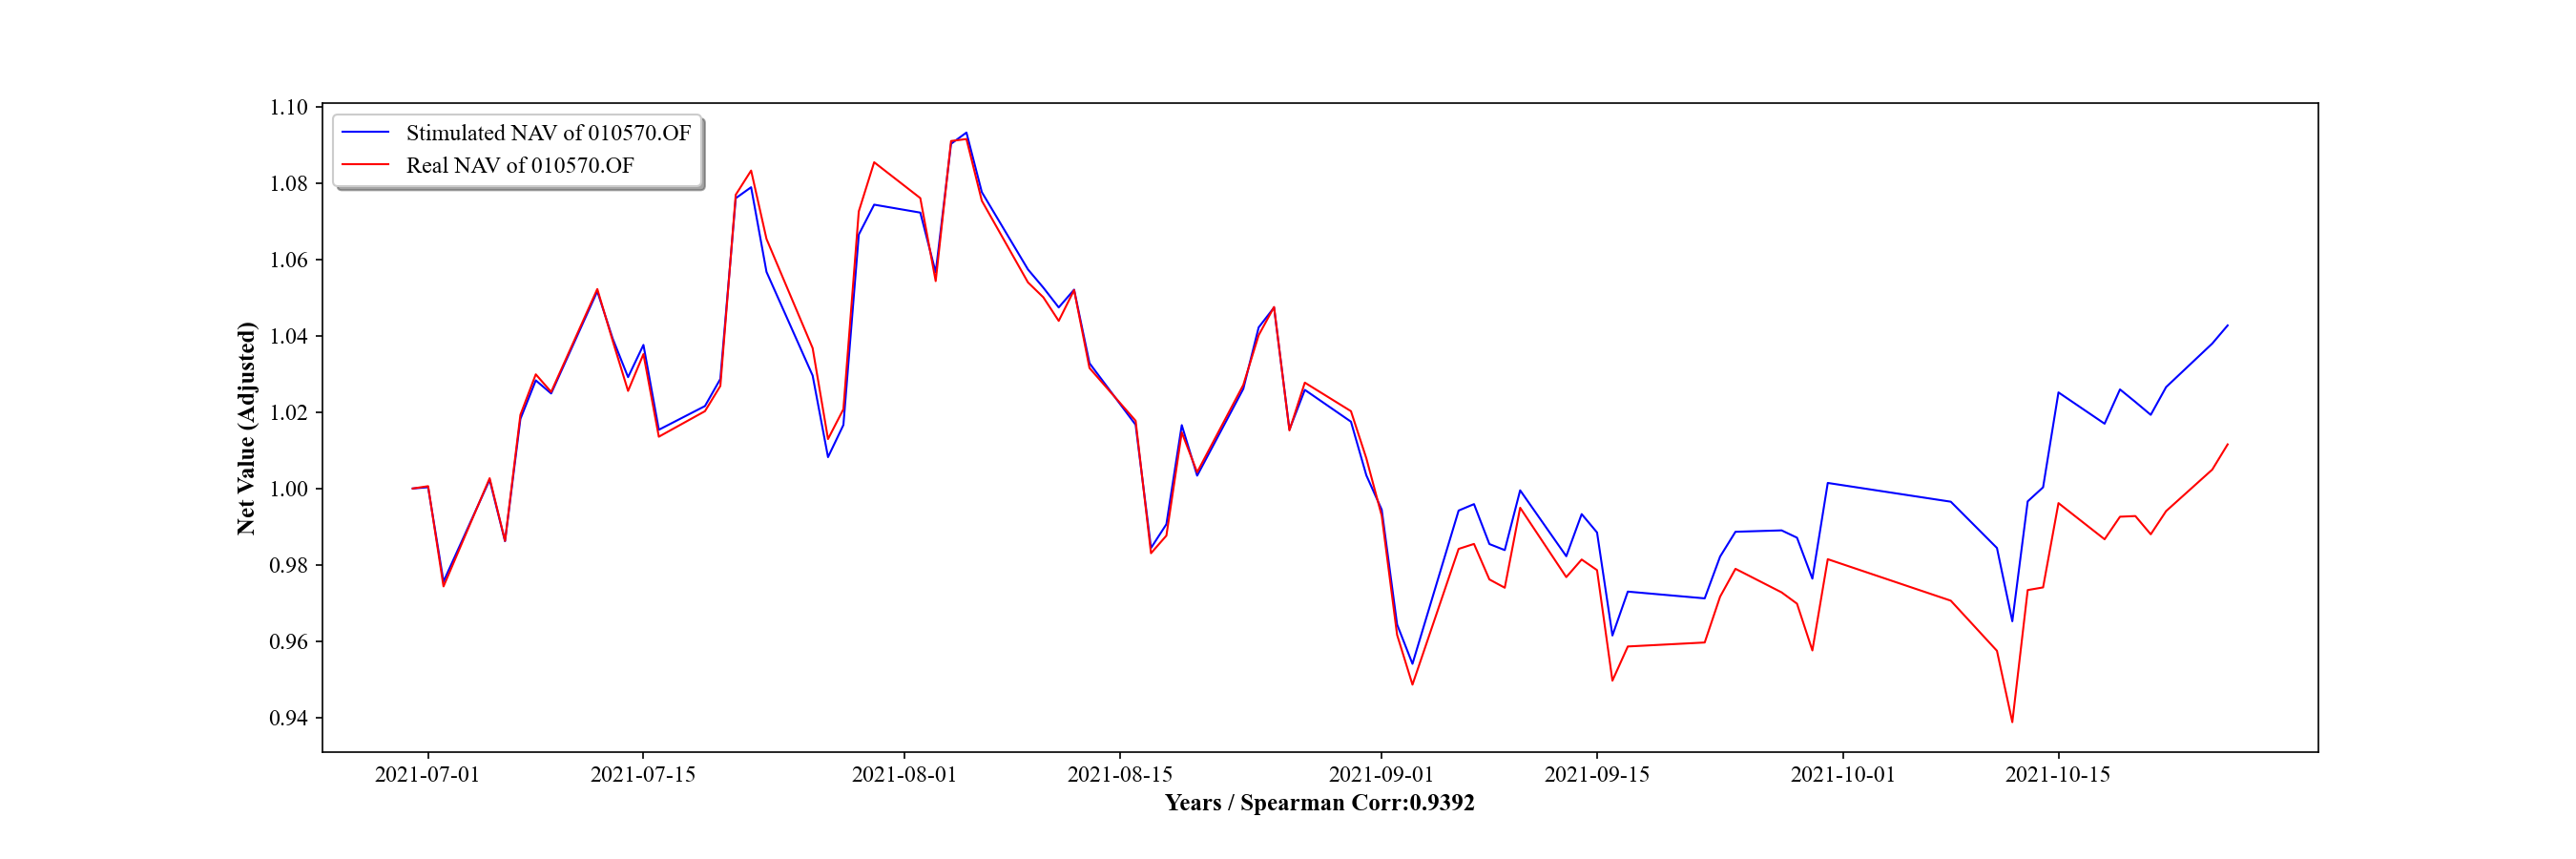 Stimulated NAV of 010570.OF
Real NAV of 010570.OF
Net Value (Adjusted)
1.10
1.08
1.06
1.04
1.02
1.00
0.98
0.96
0.94
2021-07-01 2021-07-15 2021-08-01 2021-08-15 2021-09-01 2021-09-15 2021-10-01 2021-10-15
Years / Spearman Corr:0.9392